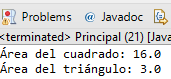 Problems @ Javadoc
<terminated> Principal (21) [Java
Área del cuadrado: 16.0
Área del triángulo: 3.0